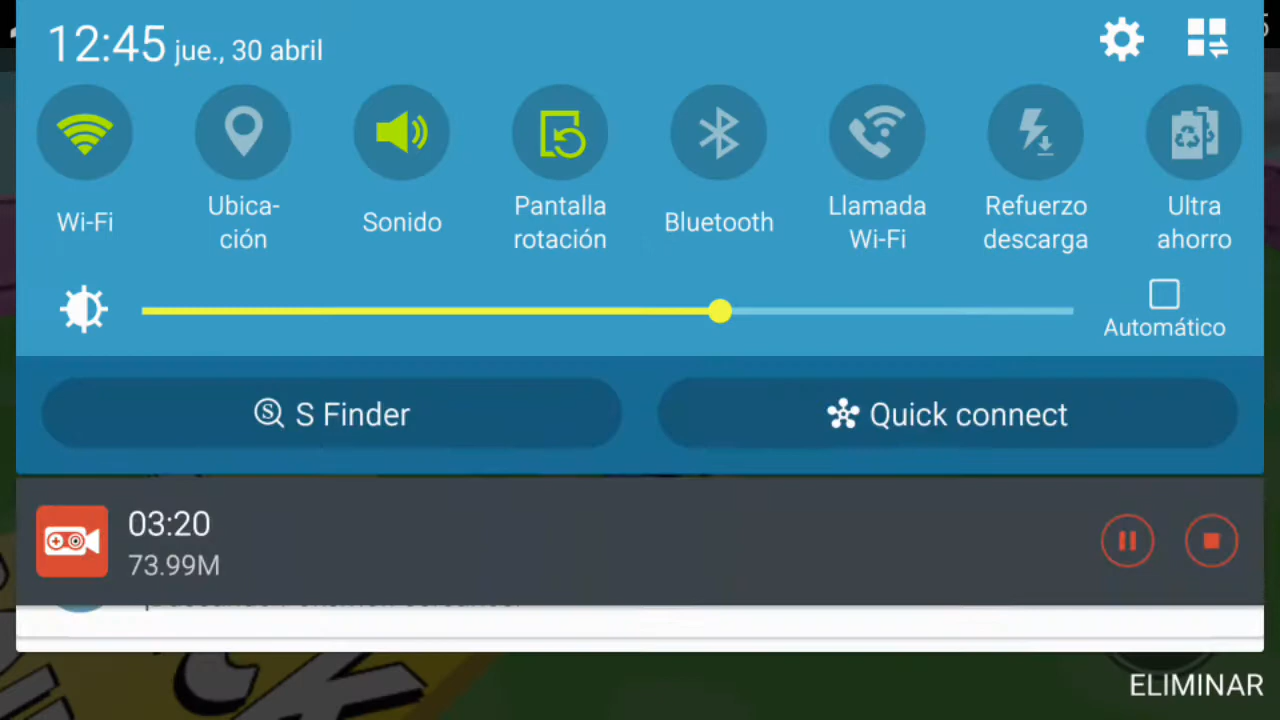 12:45 jue., 30 abril
Wi-Fi
Ubica-
ción
Sonido
Pantalla
rotación
Bluetooth
Llamada
Wi-Fi
Refuerzo
descarga
Ultra
ahorro
Automático
S Finder
Quick connect
03:20
73.99M
ELIMINAR